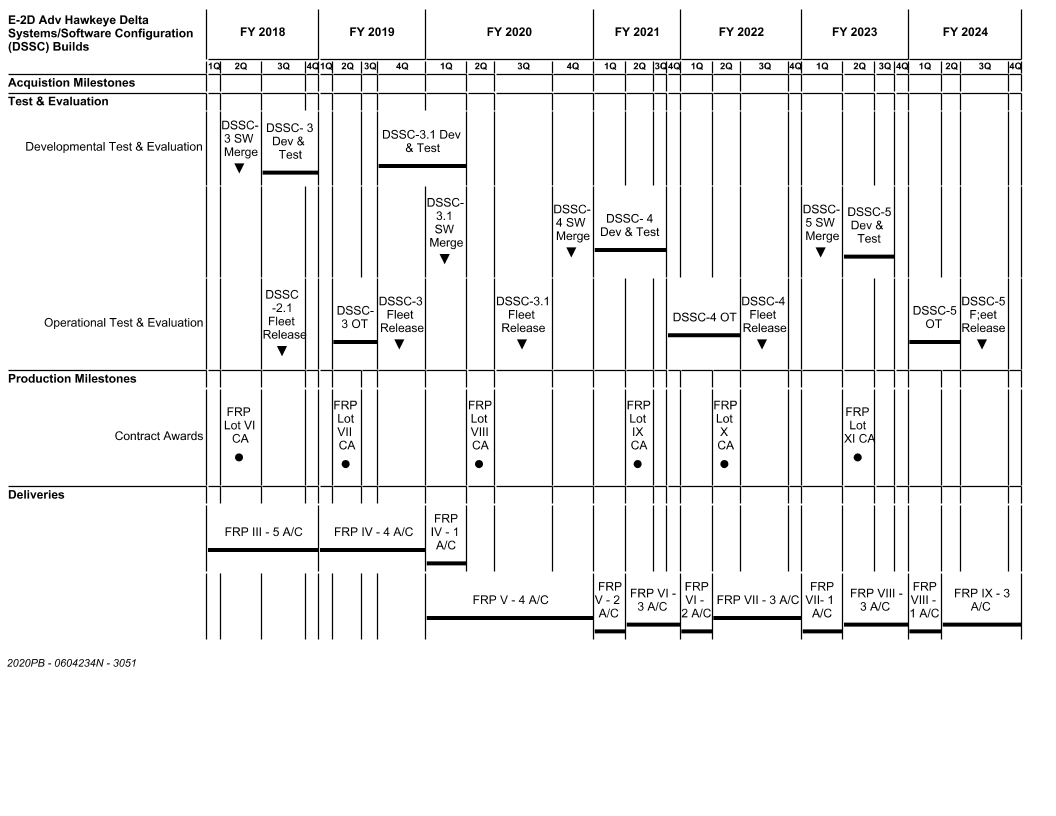 E-2D Adv Hawkeye Delta
Systems/Software Configuration
(DSSC) Builds
FY 2018 FY 2019 FY 2020 FY 2021 FY 2022 FY 2023 FY 2024
1Q 2Q 3Q 4Q 1Q 2Q 3Q 4Q 1Q 2Q 3Q 4Q 1Q 2Q 3Q 4Q 1Q 2Q 3Q 4Q 1Q 2Q 3Q 4Q 1Q 2Q 3Q 4Q
Acquistion Milestones
Test & Evaluation
Developmental Test & Evaluation
DSSC-
3 SW
Merge
DSSC- 3
Dev &
Test
DSSC-3.1 Dev
& Test
DSSC-
3.1
SW
Merge
DSSC-
4 SW
Merge
DSSC- 4
Dev & Test
DSSC-
5 SW
Merge
DSSC-5
Dev &
Test
Operational Test & Evaluation
DSSC
-2.1
Fleet
Release
DSSC-
3 OT
DSSC-3
Fleet
Release
DSSC-3.1
Fleet
Release
DSSC-4 OT
DSSC-4
Fleet
Release
DSSC-5
OT
DSSC-5
F;eet
Release
Production Milestones
Contract Awards
FRP
Lot VI
CA
FRP
Lot
VII
CA
FRP
Lot
VIII
CA
FRP
Lot
IX
CA
FRP
Lot
X
CA
FRP
Lot
XI CA
Deliveries
FRP III - 5 A/C
FRP IV - 4 A/C
FRP
IV - 1
A/C
FRP V - 4 A/C
FRP
V - 2
A/C
FRP VI -
3 A/C
FRP
VI -
2 A/C
FRP VII - 3 A/C
FRP
VII- 1
A/C
FRP VIII -
3 A/C
FRP
VIII -
1 A/C
FRP IX - 3
A/C
2020PB - 0604234N - 3051